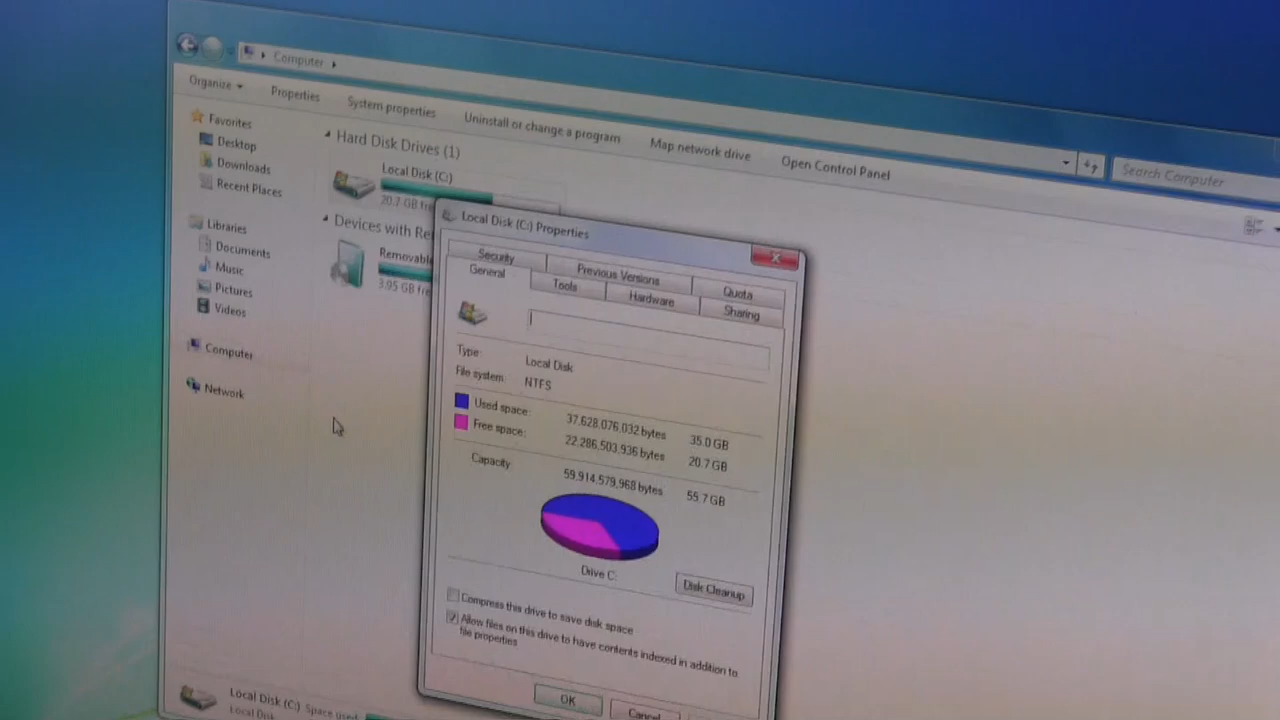 Computer
Organize
Properties
System properties
Uninstall or change a program
Map network drive
Open Control Panel
Search Computer
Favorites
Desktop
Downloads
Recent Places
Libraries
Documents
Music
Pictures
Videos
Computer
Network
Hard Disk Drives (1)
Local Disk (C:)
20.7 GB
Devices with
3.95 GB
Local Disk (C:) Properties
Security
Previous Versions
Quota
General
Tools
Hardware
Sharing
Type: Local Disk
File system: NTFS
Used space: 37,628,076,032 bytes 35.0 GB
Free space: 22,286,503,936 bytes 20.7 GB
Capacity: 59,914,579,968 bytes 55.7 GB
Drive C:
Disk Cleanup
Compress this drive to save disk space
Allow files on this drive to have contents indexed in addition to
file properties
OK
Cancel
Local Disk (C:) Space used
Local Disk